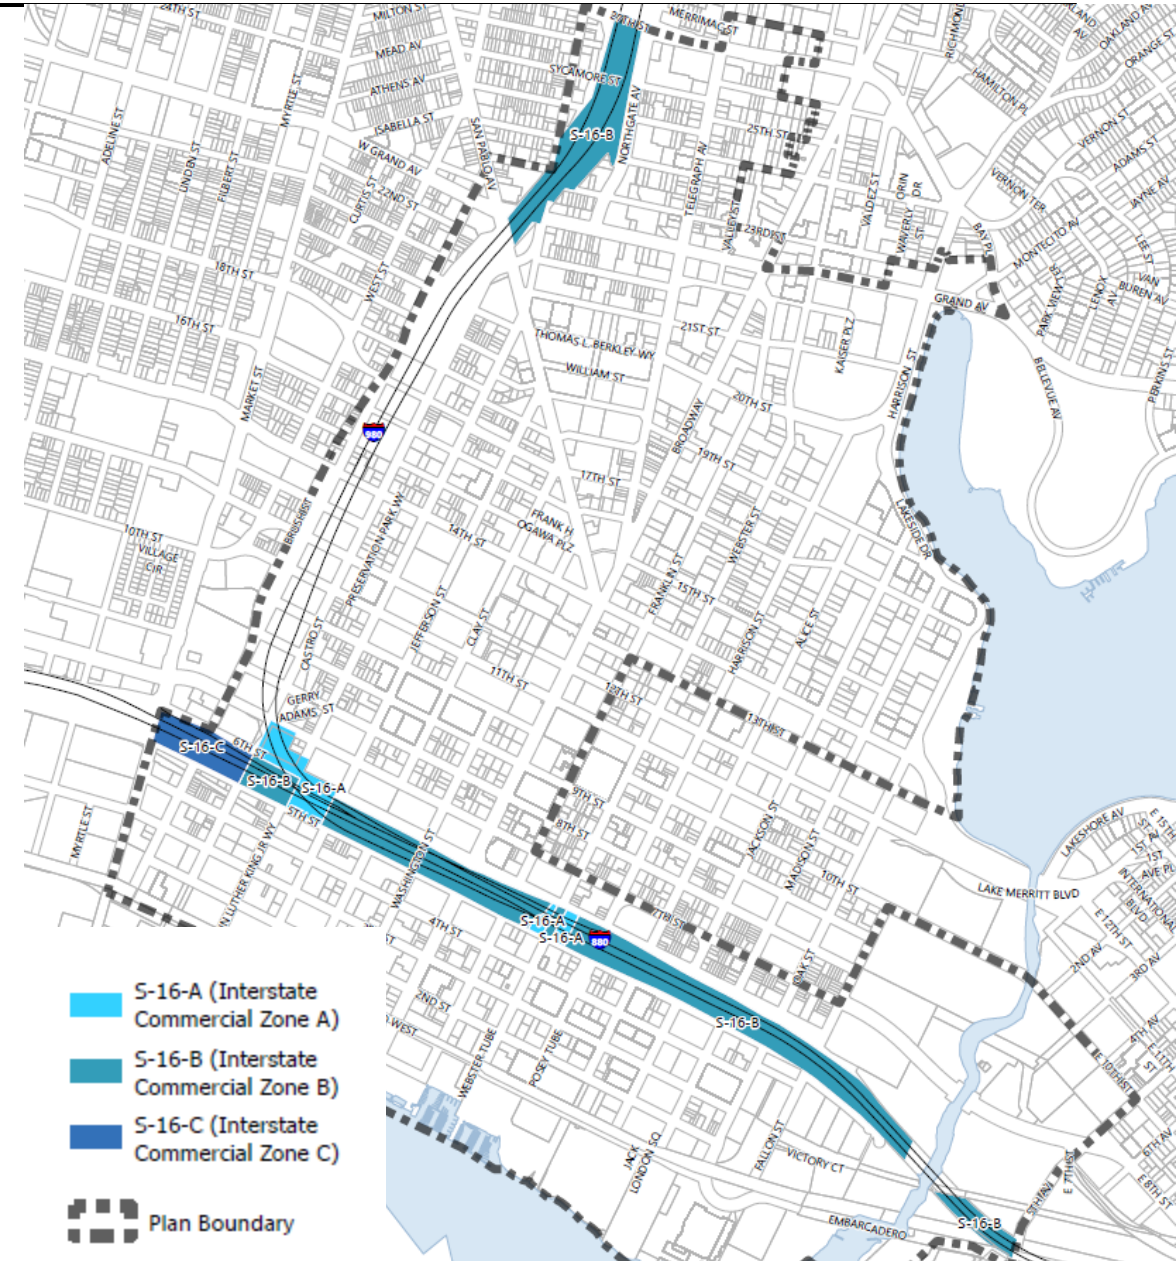 24TH ST
MILTON ST
MERRIMAC ST
RICHMOND
OAKLAND AV
ORANGE ST
MEAD AV
ATHENS AV
SYCAMORE ST
HAMILTON PL
MYRTLE ST
ADELINE ST
ISABELLA ST
SAN PABLO AV
S-16-B
NORTHGATE AV
25TH ST
VERNON ST
ADAMS ST
W GRAND AV
LINDEN ST
FILBERT ST
CURTIS ST
22ND ST
TELEGRAPH AV
VALDEZ ST
ORIN
DR
WAVERLY
ST
VERNON TER
JAYNE AV
VALLEY ST
23RD ST
BAY PL
MONTECITO AV
LEE ST
18TH ST
WEST ST
PARK VIEW TER
LENOX
AV
VAN
BUREN AV
GRAND AV
16TH ST
THOMAS L. BERKLEY WY
21ST ST
KAISER PLZ
HARRISON ST
WILLIAM ST
BELLEVUE AV
PERKINS ST
MARKET ST
20TH ST
BROADWAY
980
19TH ST
17TH ST
BRUSH ST
PRESERVATION PARK WY
14TH ST
FRANK H
OGAWA PLZ
WEBSTER ST
LAKESIDE DR
10TH ST
VILLAGE
CIR
FRANKLIN ST
15TH ST
JEFFERSON ST
CLAY ST
HARRISON ST
ALICE ST
CASTRO ST
11TH ST
12TH ST
13TH ST
GERRY
ADAMS ST
S-16-C
6TH ST
S-16-B
S-16-A
5TH ST
9TH ST
8TH ST
JACKSON ST
MADISON ST
10TH ST
LAKESHORE AV
E 15TH
ST
1ST AV
1ST
AVE PL
INTERNATIONAL
BLVD
MYRTLE ST
WASHINGTON ST
LUTHER KING JR WY
LAKE MERRITT BLVD
E 12TH ST
S-16-A
7TH ST
4TH ST
S-16-A
880
2ND AV
3RD AV
OAK ST
2ND ST
WEST
S-16-B
4TH AV
E 11TH
ST
E 10TH ST
WEBSTER TUBE
POSEY TUBE
6TH AV
JACK
LONDON SQ
FALLON ST
VICTORY CT
E 7TH ST
E 8TH ST
5TH AV
EMBARCADERO
S-16-B
S-16-A (Interstate
Commercial Zone A)
S-16-B (Interstate
Commercial Zone B)
S-16-C (Interstate
Commercial Zone C)
Plan Boundary